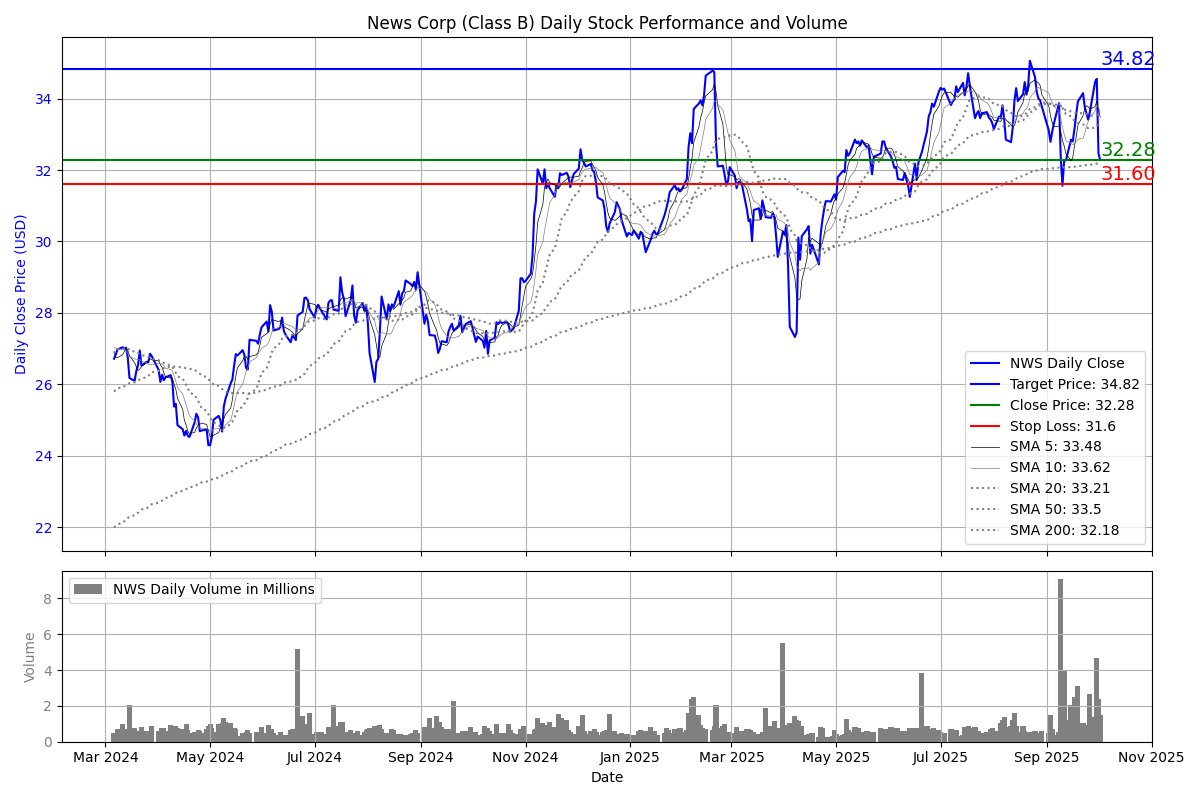 News Corp (Class B) Daily Stock Performance and Volume
Daily Close Price (USD)
34
32
30
28
26
24
22
34.82
32.28
31.60
NWS Daily Close
Target Price: 34.82
Close Price: 32.28
Stop Loss: 31.6
SMA 5: 33.48
SMA 10: 33.62
SMA 20: 33.21
SMA 50: 33.5
SMA 200: 32.18
NWS Daily Volume in Millions
Volume
8
6
4
2
0
Mar 2024 May 2024 Jul 2024 Sep 2024 Nov 2024 Jan 2025 Mar 2025 May 2025 Jul 2025 Sep 2025 Nov 2025
Date